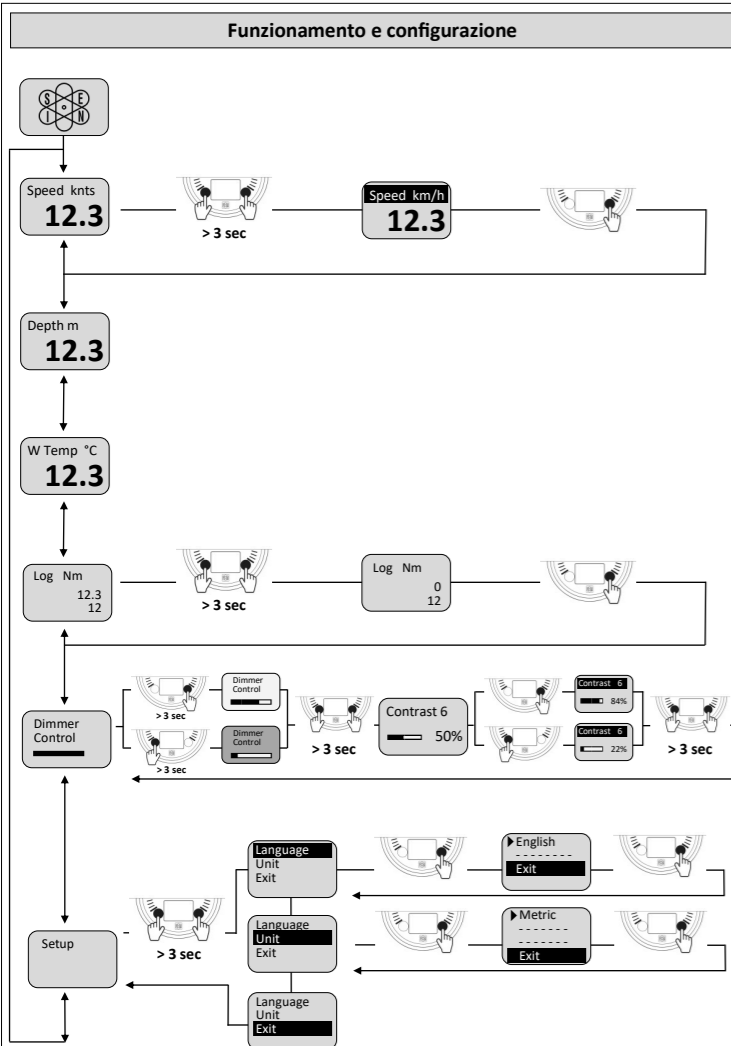 Funzionamento e configurazione
S E
I N
Speed knts
12.3
> 3 sec
Speed km/h
12.3
Depth m
12.3
W Temp °C
12.3
Log Nm
12.3
12
> 3 sec
Log Nm
0
12
Dimmer
Control
> 3 sec
> 3 sec
Dimmer
Control
Dimmer
Control
> 3 sec
Contrast 6
50%
Contrast 6
84%
Contrast 6
22%
> 3 sec
Setup
> 3 sec
Language
Unit
Exit
English
- - - - - - - -
Exit
Language
Unit
Exit
Metric
- - - - - - -
- - - - - - -
Exit
Language
Unit
Exit